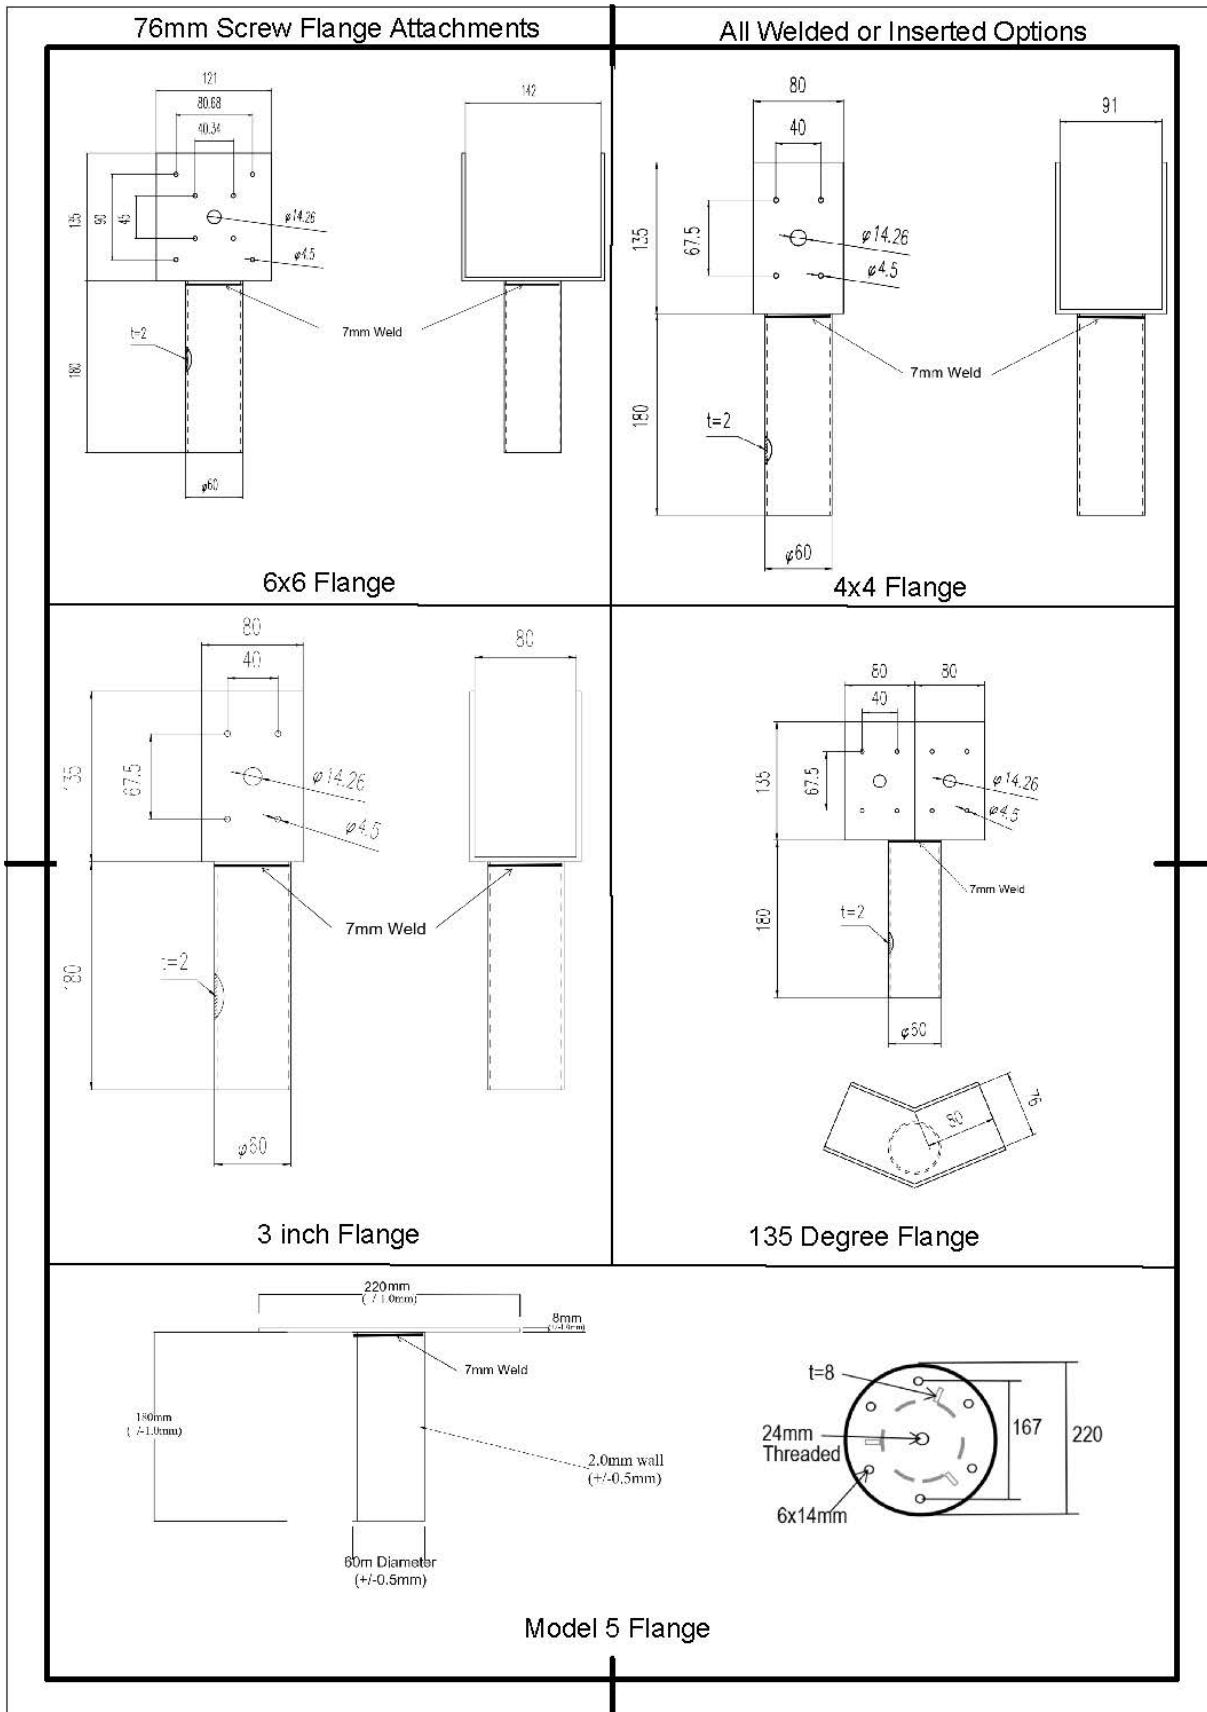 76mm Screw Flange Attachments
All Welded or Inserted Options
121
80.68
40.34
135
90
45
φ14.26
φ4.5
180
t=2
φ60
142
7mm Weld
6x6 Flange
80
40
135
67.5
φ14.26
φ4.5
180
t=2
φ60
91
7mm Weld
4x4 Flange
80
40
135
67.5
φ14.26
φ4.5
180
t=2
φ60
80
7mm Weld
3 inch Flange
80
80
40
135
67.5
φ14.26
φ4.5
7mm Weld
180
t=2
φ60
76
80
135 Degree Flange
220mm
8mm
7mm Weld
180mm
2.0mm wall
(+/-0.5mm)
60m Diameter
(+/-0.5mm)
t=8
24mm
Threaded
167
220
6x14mm
Model 5 Flange